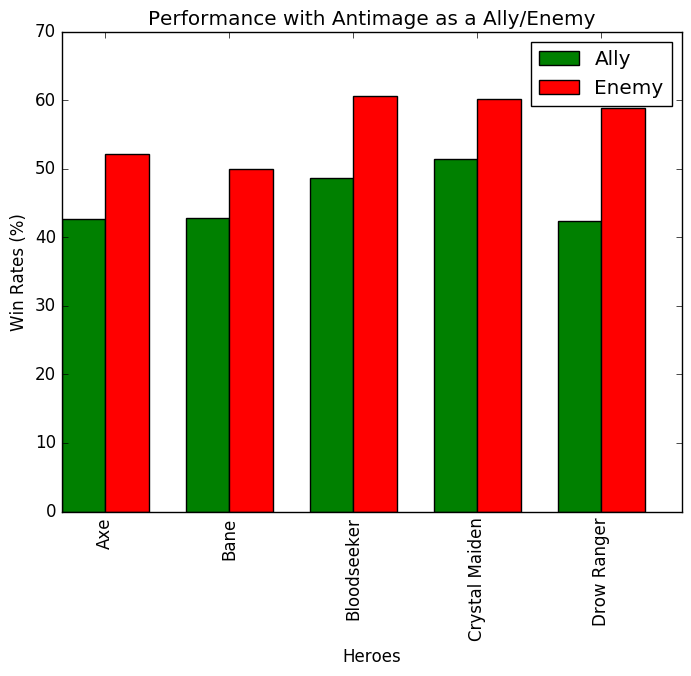 Performance with Antimage as a Ally/Enemy
Ally
Enemy
70
60
50
40
30
20
10
0
Win Rates (%)
Axe
Bane
Bloodseeker
Crystal Maiden
Drow Ranger
Heroes